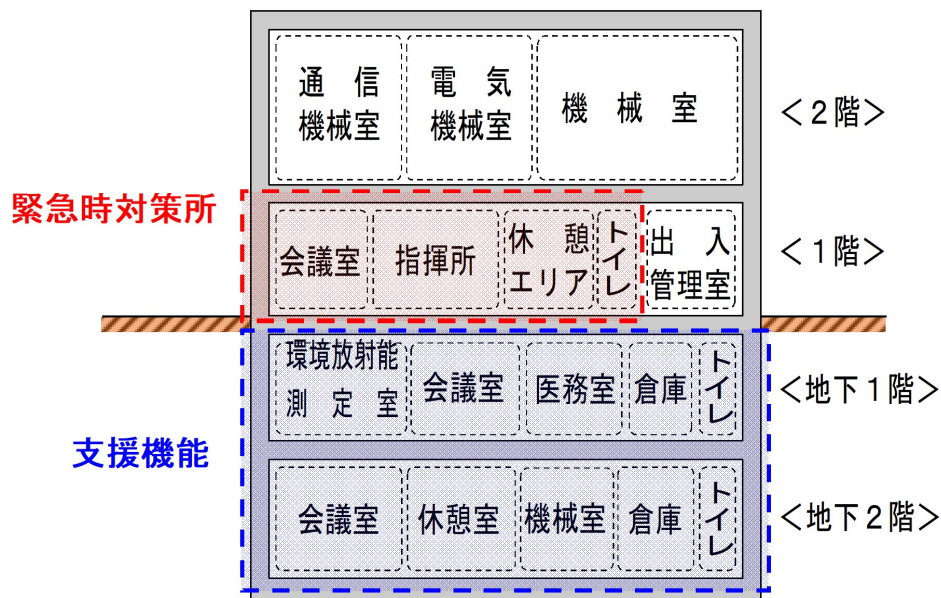 通 信
機械室
電 気
機械室
機 械 室
＜２階＞
緊急時対策所
会議室
指揮所
休 憩
エリア
トイレ
出 入
管理室
＜１階＞
環境放射能
測 定 室
会議室
医務室
倉庫
トイレ
＜地下１階＞
支援機能
会議室
休憩室
機械室
倉庫
トイレ
＜地下２階＞